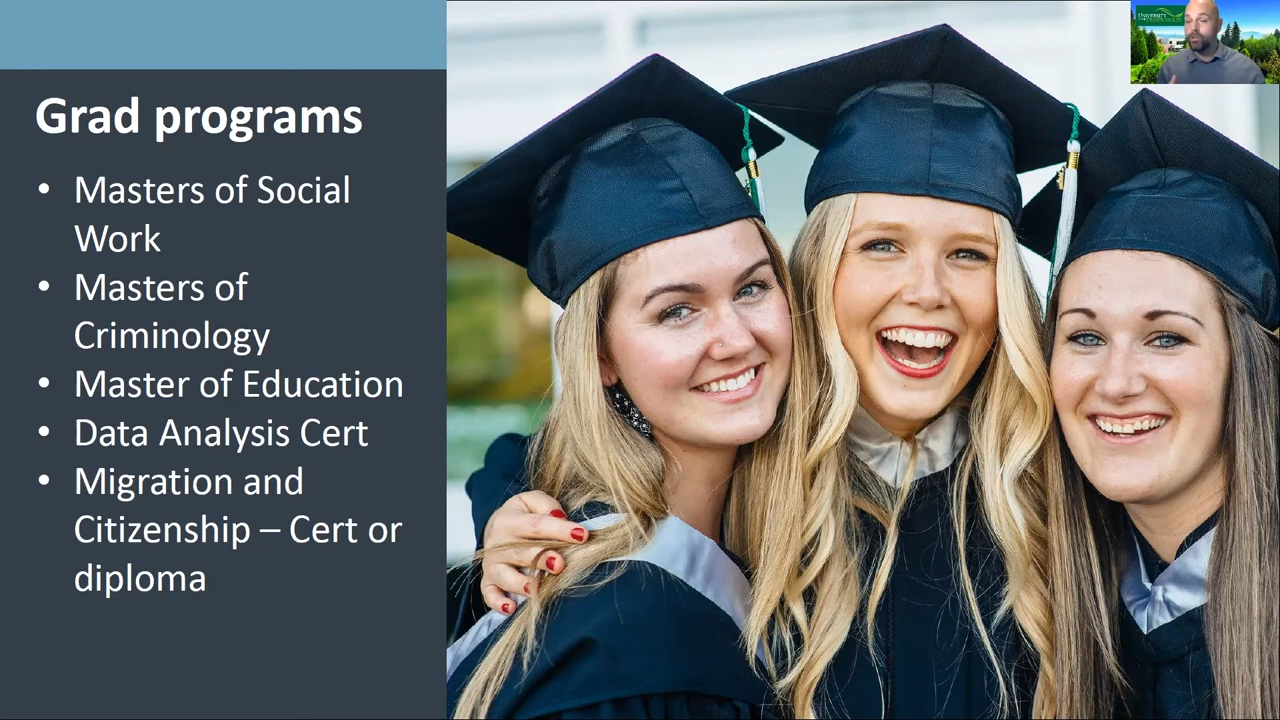 Grad programs
• Masters of Social
Work
• Masters of
Criminology
• Master of Education
• Data Analysis Cert
• Migration and
Citizenship – Cert or
diploma
UNIVERSITY